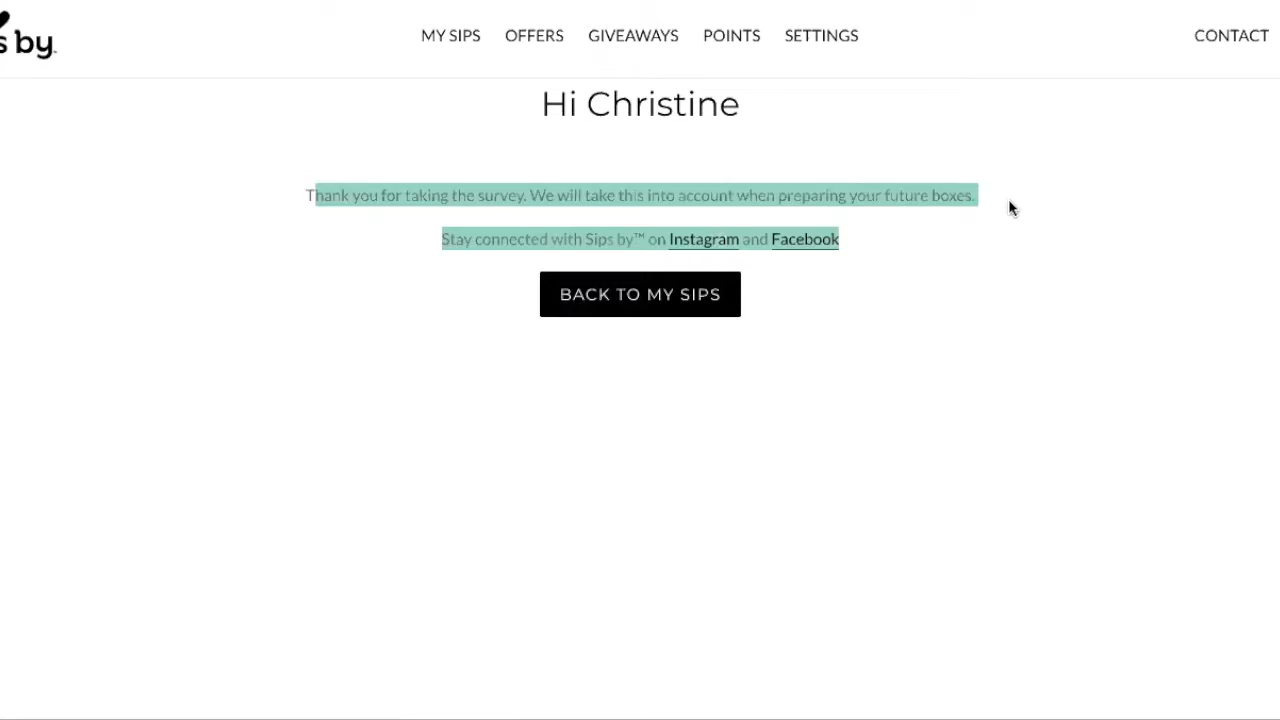 s by™
MY SIPS OFFERS GIVEAWAYS POINTS SETTINGS CONTACT
Hi Christine
Thank you for taking the survey. We will take this into account when preparing your future boxes.
Stay connected with Sips by™ on Instagram and Facebook
BACK TO MY SIPS